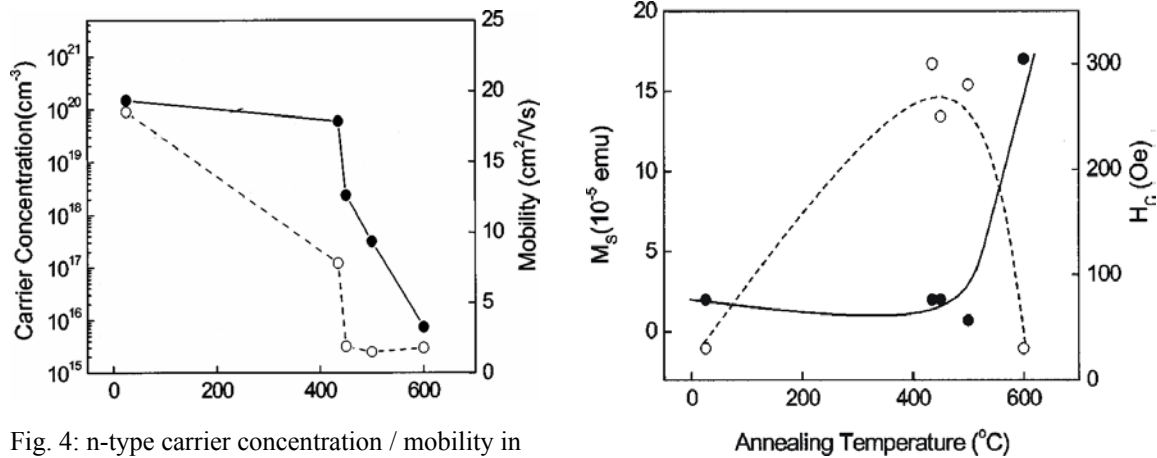 10²¹
10²⁰
10¹⁹
10¹⁸
10¹⁷
10¹⁶
10¹⁵
Carrier Concentration(cm⁻³)
25
20
15
10
5
0
Mobility (cm²/Vs)
0 200 400 600
Fig. 4: n-type carrier concentration / mobility in
20
15
10
5
0
M_S(10⁻⁵ emu)
300
200
100
0
H_C (Oe)
0 200 400 600
Annealing Temperature (°C)